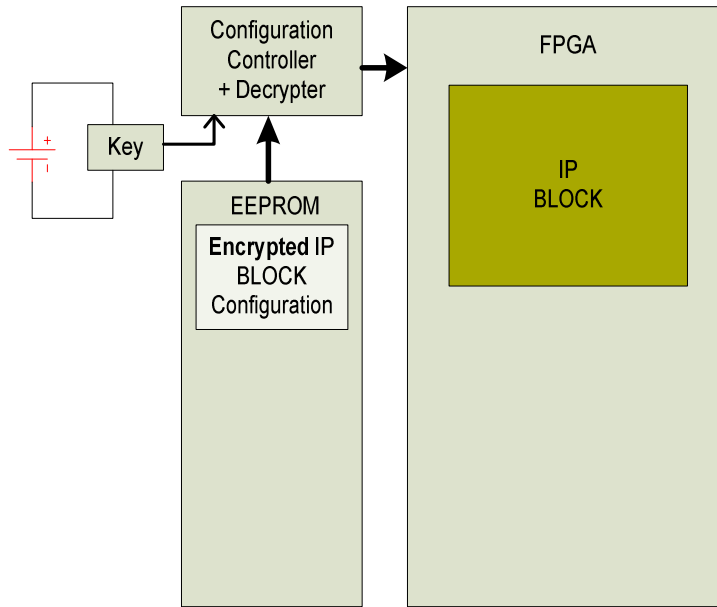 Configuration
Controller
+ Decrypter
FPGA
Key
+
IP
BLOCK
EEPROM
Encrypted IP
BLOCK
Configuration